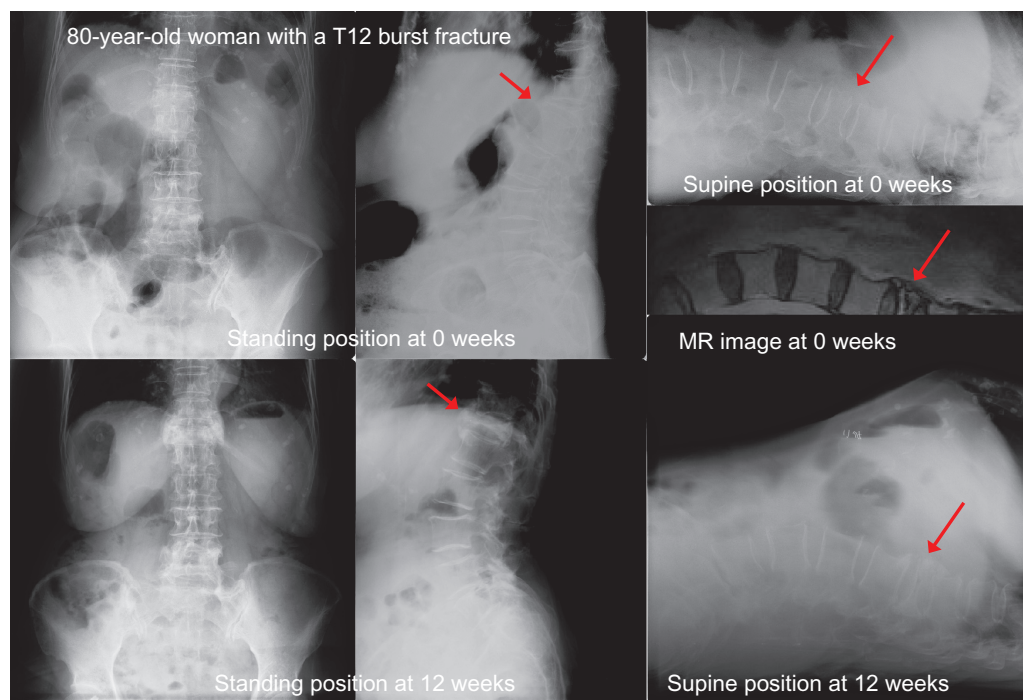 80-year-old woman with a T12 burst fracture
Standing position at 0 weeks
Supine position at 0 weeks
MR image at 0 weeks
Standing position at 12 weeks
Supine position at 12 weeks